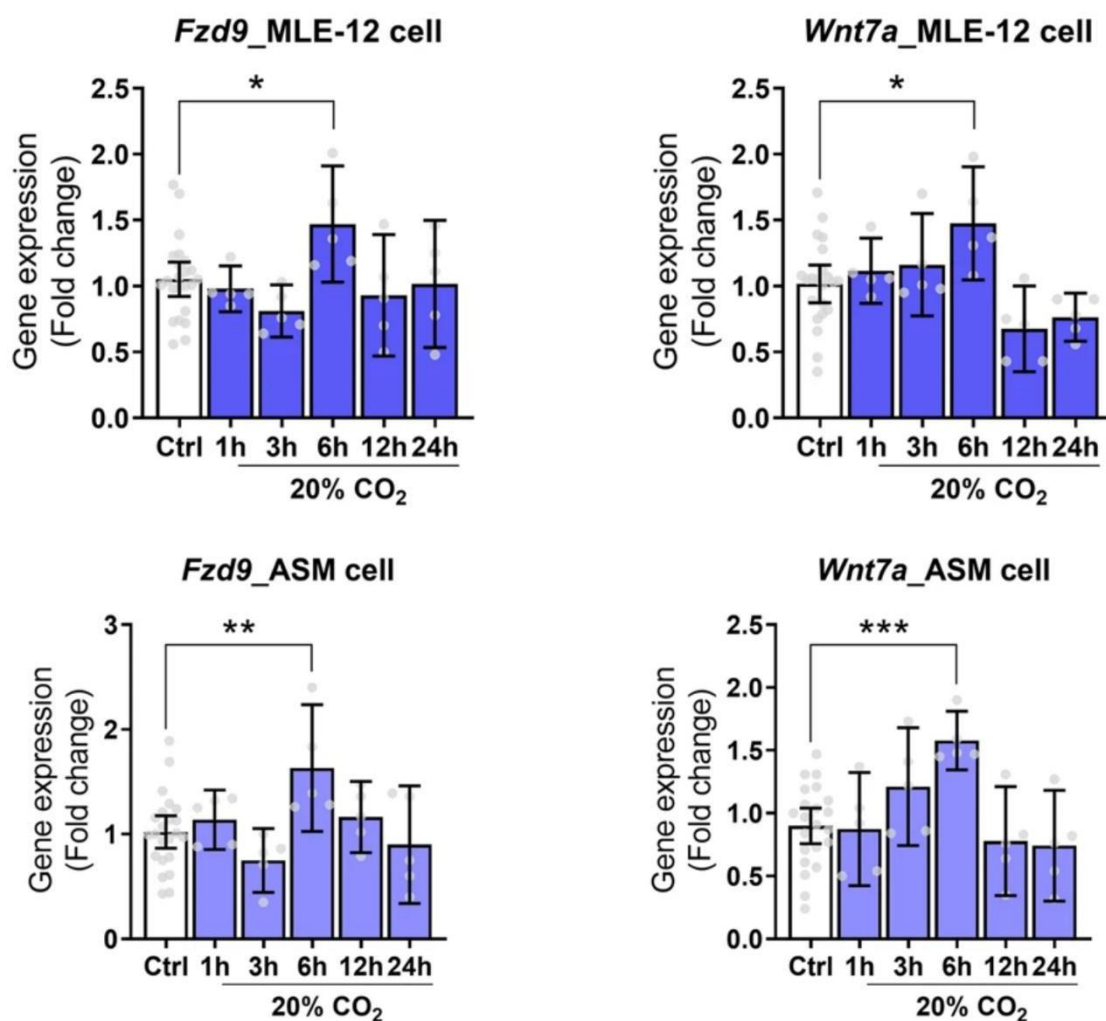 Fzd9_MLE-12 cell
*
Gene expression
(Fold change)
2.5
2.0
1.5
1.0
0.5
0.0
Ctrl 1h 3h 6h 12h 24h
20% CO₂
Wnt7a_MLE-12 cell
*
Gene expression
(Fold change)
2.5
2.0
1.5
1.0
0.5
0.0
Ctrl 1h 3h 6h 12h 24h
20% CO₂
Fzd9_ASM cell
**
Gene expression
(Fold change)
3
2
1
0
Ctrl 1h 3h 6h 12h 24h
20% CO₂
Wnt7a_ASM cell
***
Gene expression
(Fold change)
2.5
2.0
1.5
1.0
0.5
0.0
Ctrl 1h 3h 6h 12h 24h
20% CO₂